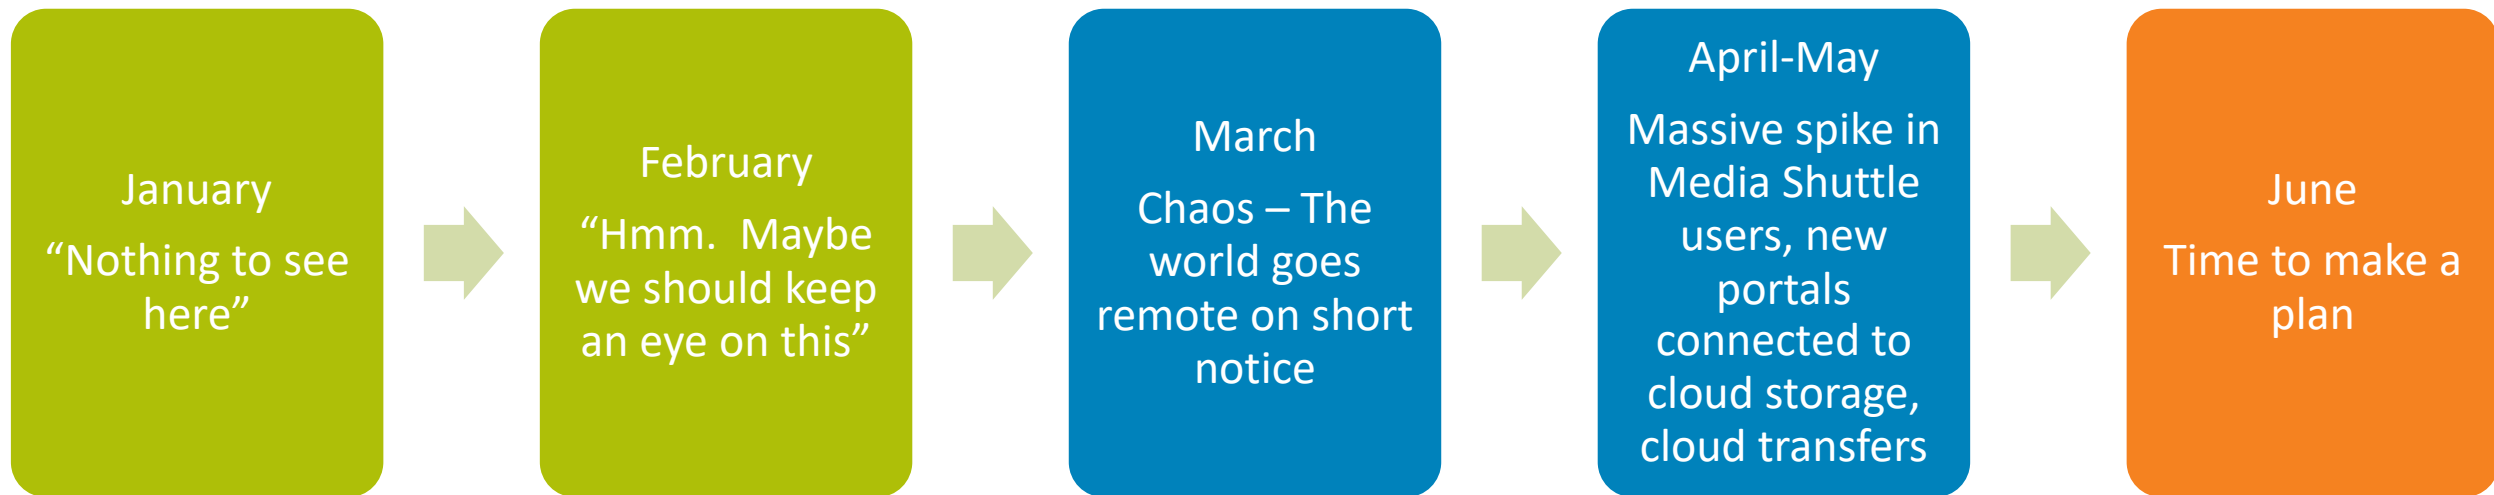 January
“Nothing to see
here”
February
“Hmm.  Maybe
we should keep
an eye on this”
March
Chaos – The
world goes
remote on short
notice
April-May
Massive spike in
Media Shuttle
users, new
portals
connected to
cloud storage,
cloud transfers
June
Time to make a
plan